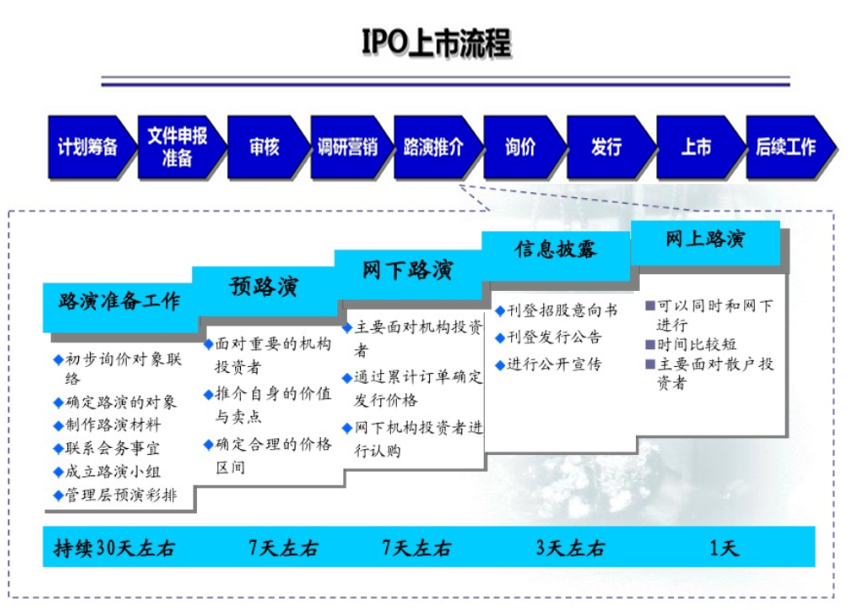 IPO上市流程
计划筹备
文件申报
准备
审核
调研营销
路演推介
询价
发行
上市
后续工作
路演准备工作
初步询价对象联
络
确定路演的对象
制作路演材料
联系会务事宜
成立路演小组
管理层预演彩排
预路演
面对重要的机构
投资者
推介自身的价值
与卖点
确定合理的价格
区间
网下路演
主要面对机构投资
者
通过累计订单确定
发行价格
网下机构投资者进
行认购
信息披露
刊登招股意向书
刊登发行公告
进行公开宣传
网上路演
可以同时和网下
进行
时间比较短
主要面对散户投
资者
持续30天左右
7天左右
7天左右
3天左右
1天